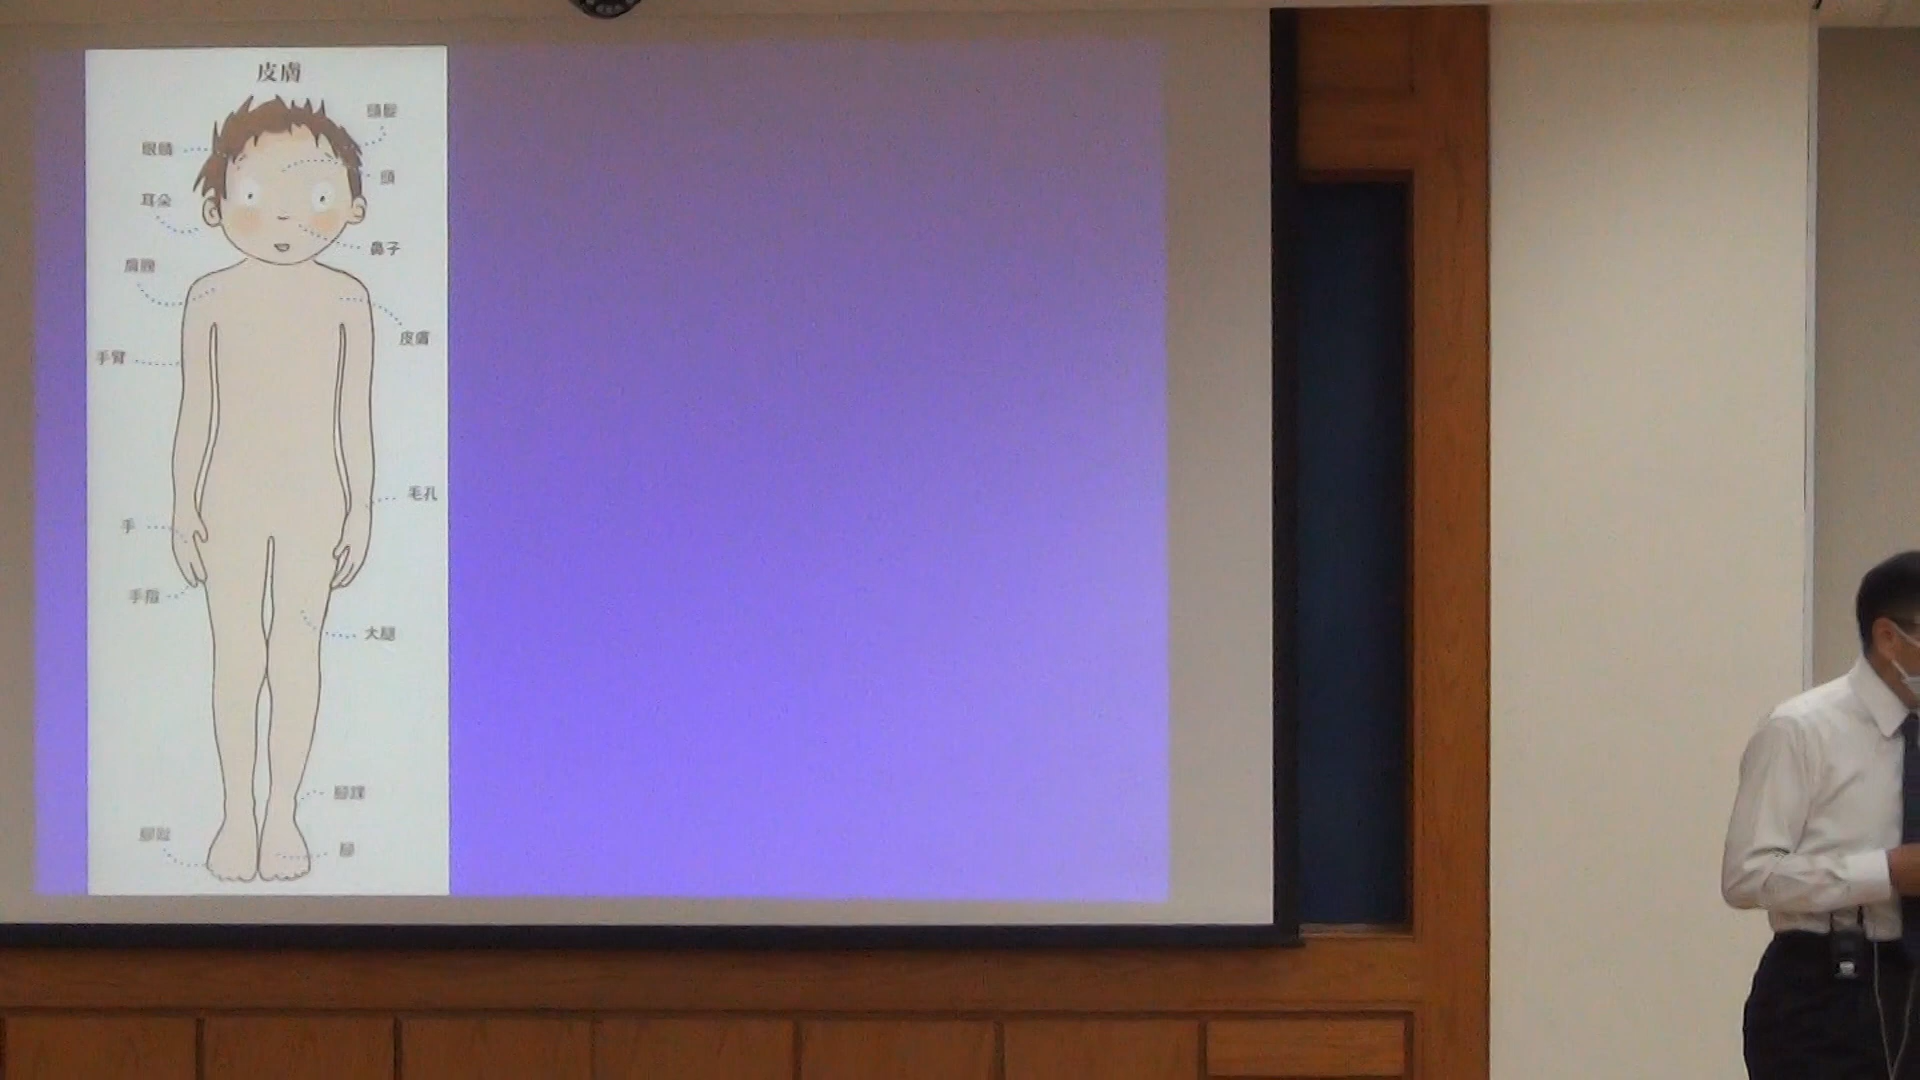 皮膚
頭髮
眼睛
頭
耳朵
鼻子
肩膀
皮膚
手臂
毛孔
手
手指
大腿
腳踝
腳趾
腳